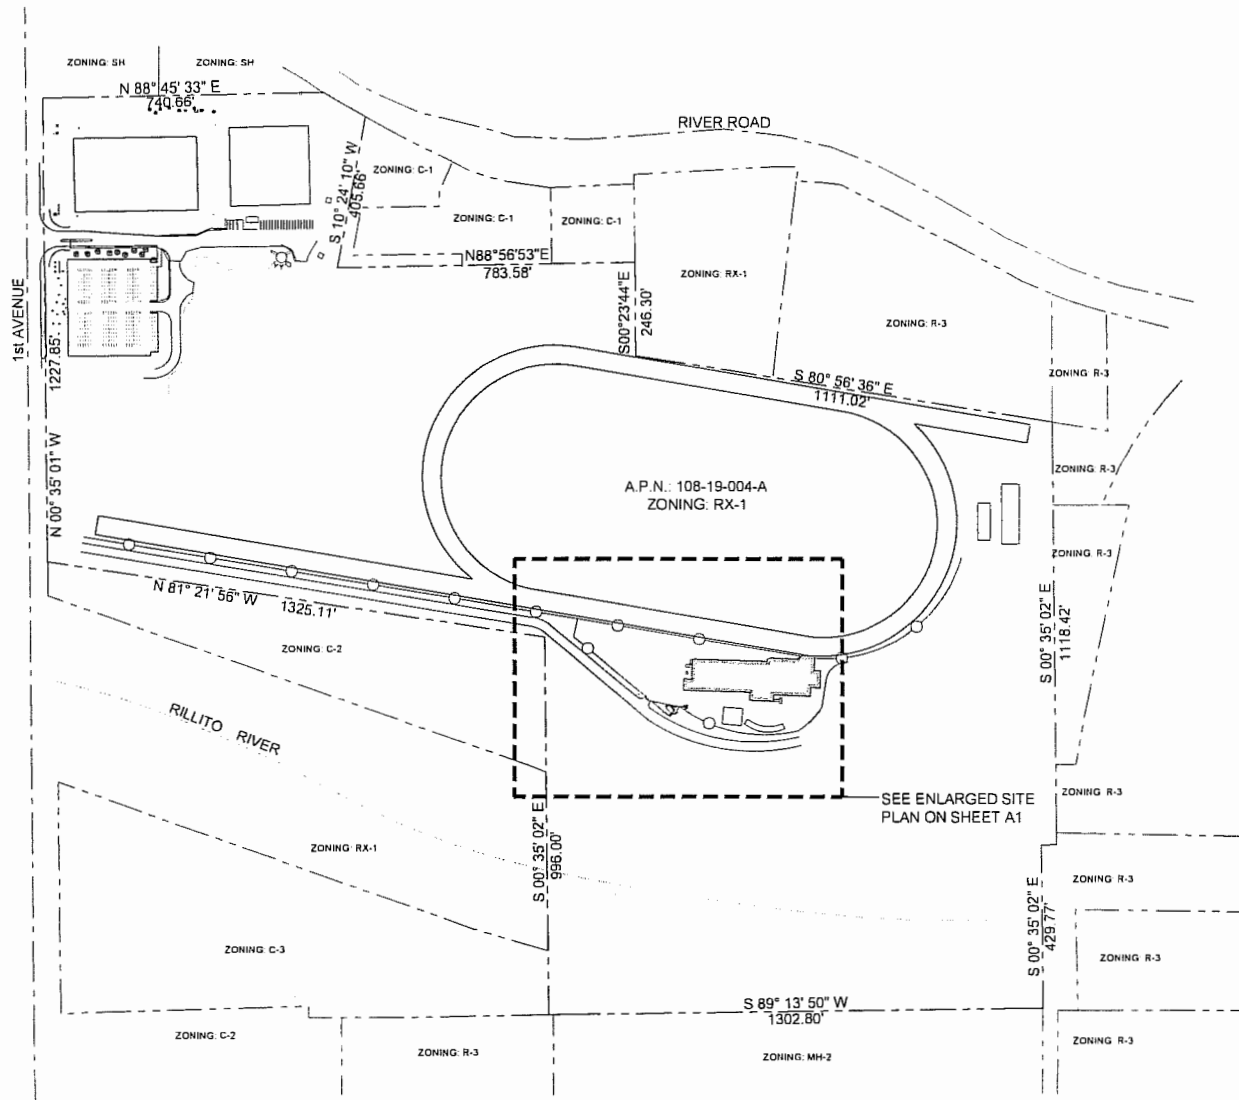 ZONING: SH
ZONING: SH
N 88° 45' 33" E
740.66'
RIVER ROAD
S 10° 24' 10" W
405.66'
ZONING: C-1
ZONING: C-1
ZONING: C-1
N88°56'53"E
783.58'
S00°23'44"E
246.30'
ZONING: RX-1
ZONING: R-3
1st AVENUE
1227.85'
N 00° 35' 01" W
S 80° 56' 36" E
1111.02'
ZONING: R-3
A.P.N.: 108-19-004-A
ZONING: RX-1
ZONING: R-3
ZONING: R-3
N 81° 21' 56" W
1325.11'
S 00° 35' 02" E
1118.42'
ZONING: C-2
RILLITO RIVER
SEE ENLARGED SITE
PLAN ON SHEET A1
ZONING: R-3
S 00° 35' 02" E
996.00'
ZONING: RX-1
ZONING: R-3
S 00° 35' 02" E
429.77'
ZONING: C-3
ZONING: R-3
S 89° 13' 50" W
1302.80'
ZONING: C-2
ZONING: R-3
ZONING: MH-2
ZONING: R-3